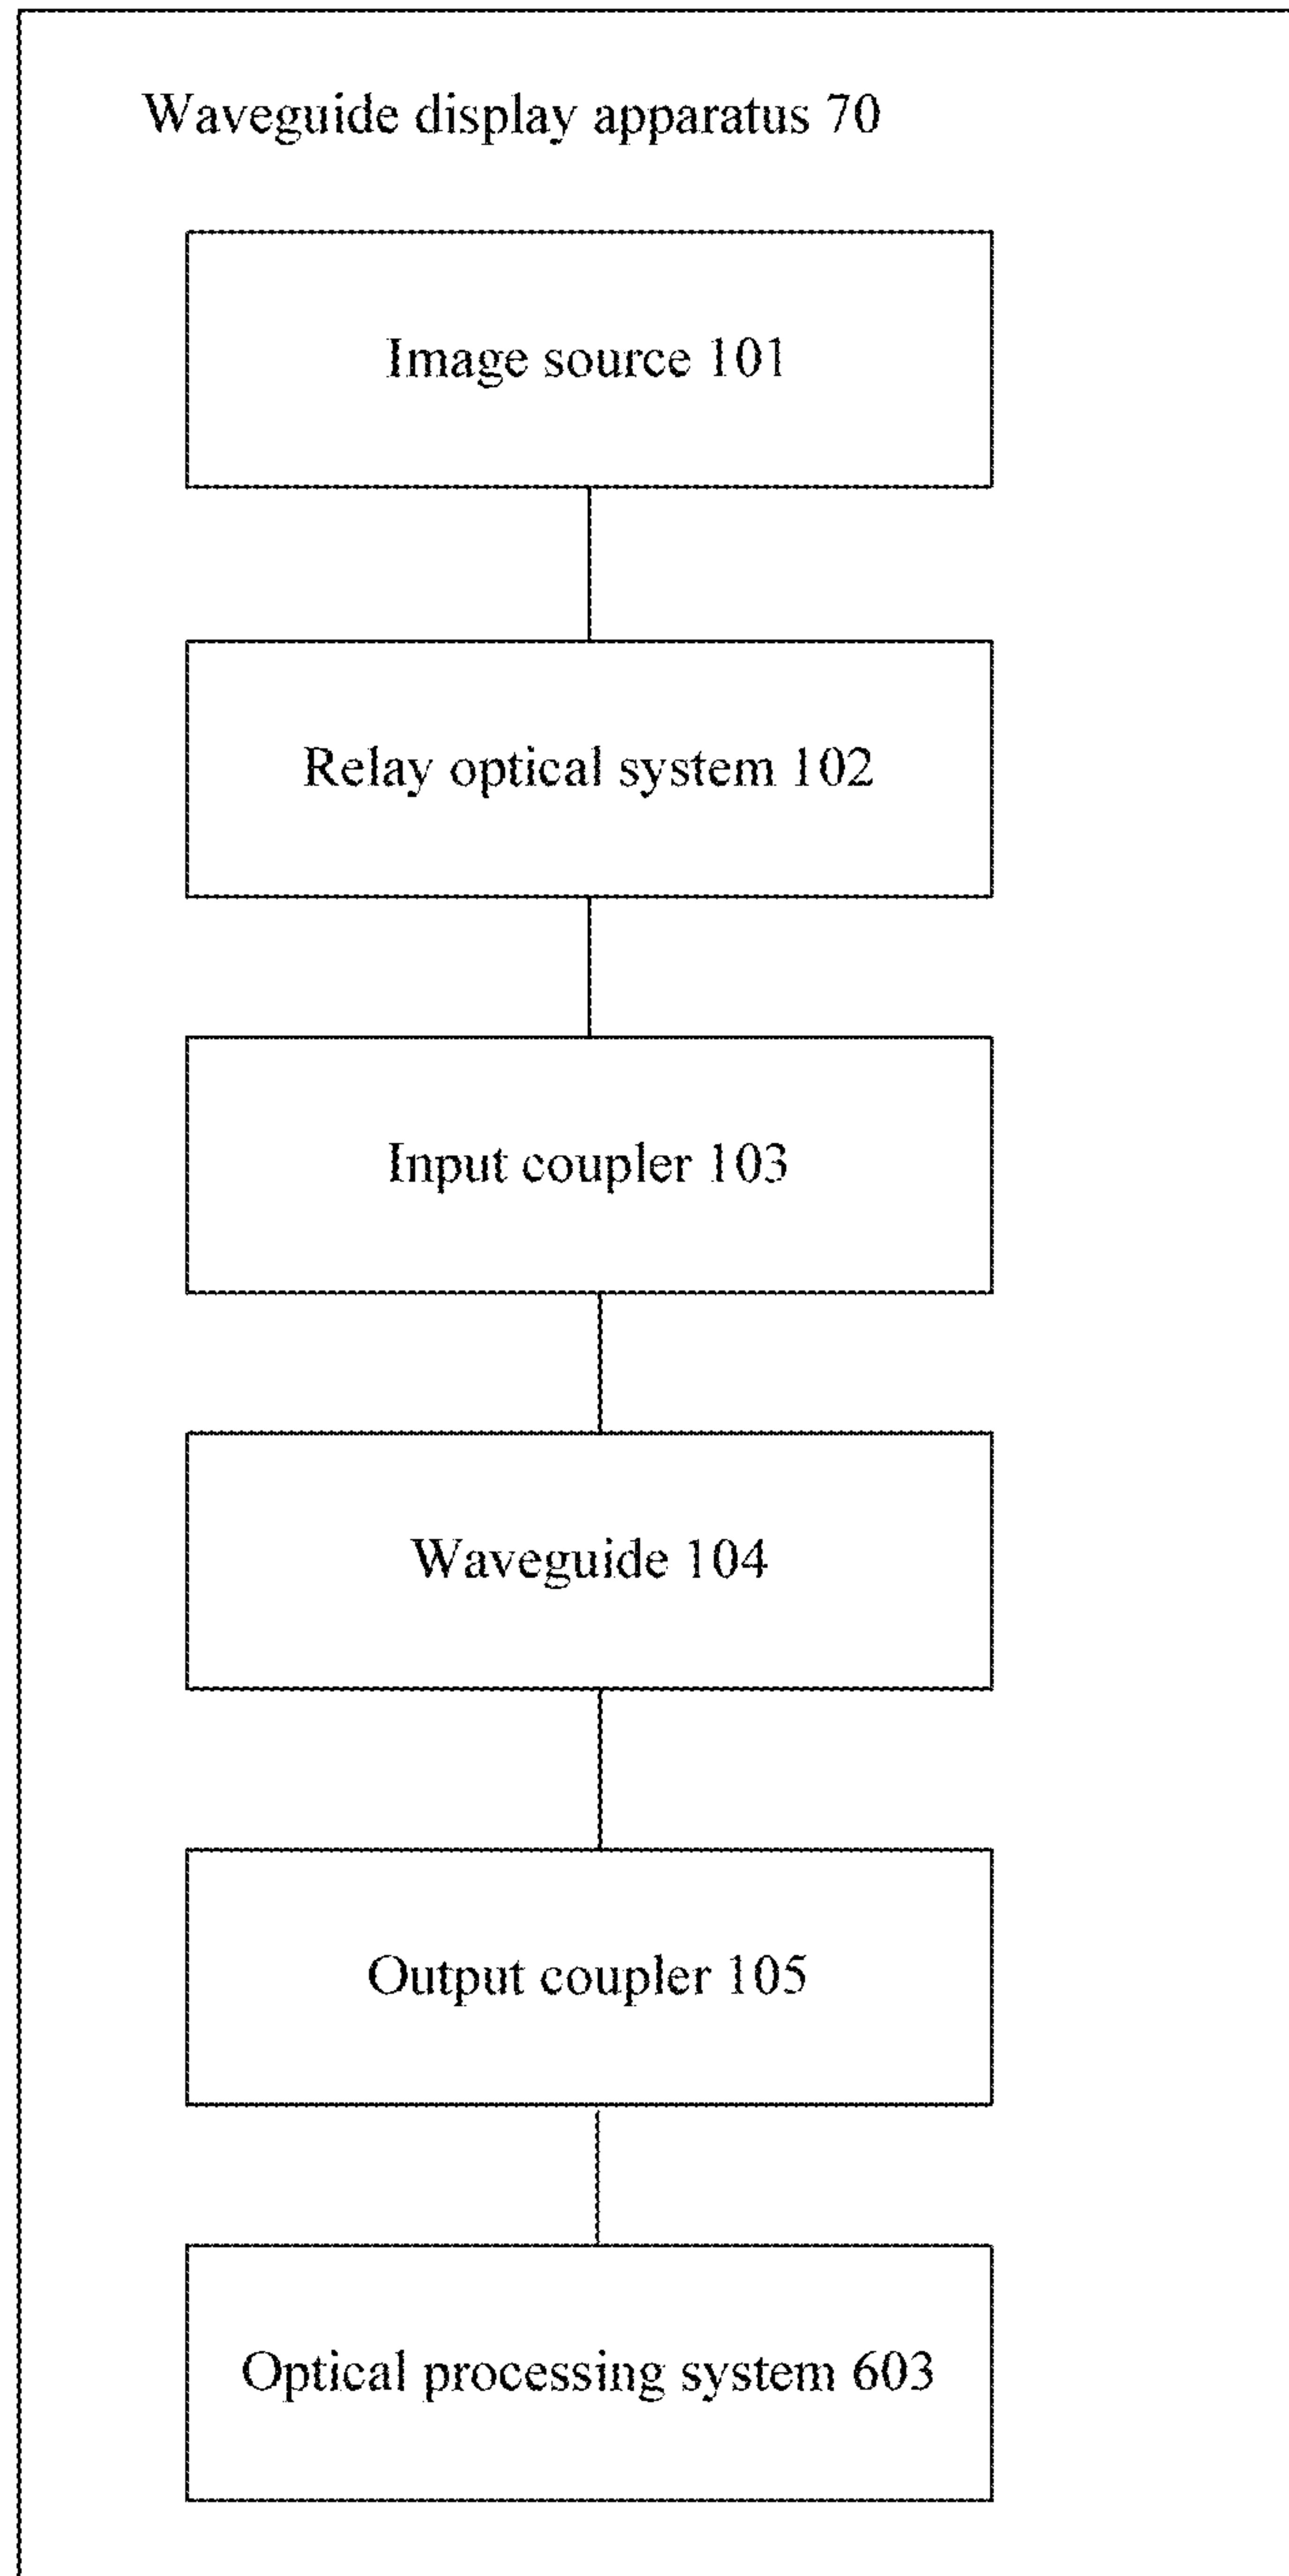 Waveguide display apparatus 70
Image source 101
Relay optical system 102
Input coupler 103
Waveguide 104
Output coupler 105
Optical processing system 603